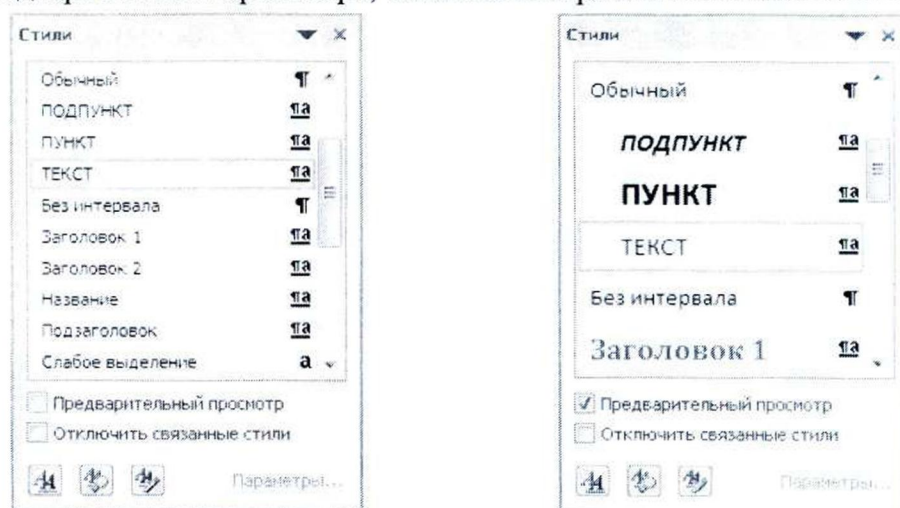 Стили
Обычный ¶
ПОДПУНКТ ¶a
ПУНКТ ¶a
ТЕКСТ ¶a
Без интервала ¶
Заголовок 1 ¶a
Заголовок 2 ¶a
Название ¶a
Подзаголовок ¶a
Слабое выделение a
Предварительный просмотр
Отключить связанные стили
Параметры...
Стили
Обычный ¶
ПОДПУНКТ ¶a
ПУНКТ ¶a
ТЕКСТ ¶a
Без интервала ¶
Заголовок 1 ¶a
Предварительный просмотр
Отключить связанные стили
Параметры...